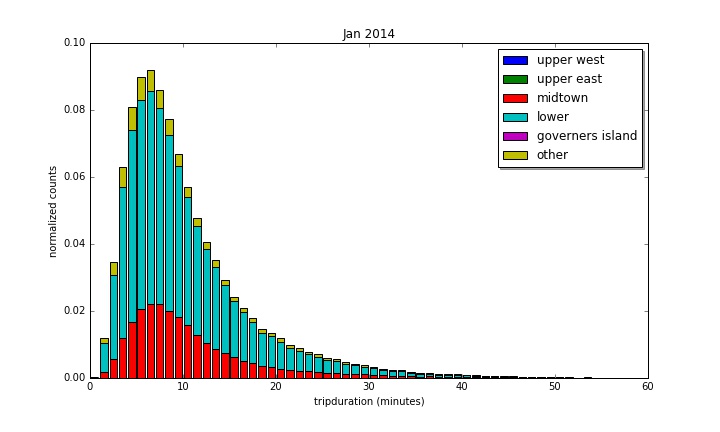 Jan 2014
0.10
0.08
0.06
0.04
0.02
0.00
normalized counts
upper west
upper east
midtown
lower
governers island
other
0 10 20 30 40 50 60
tripduration (minutes)